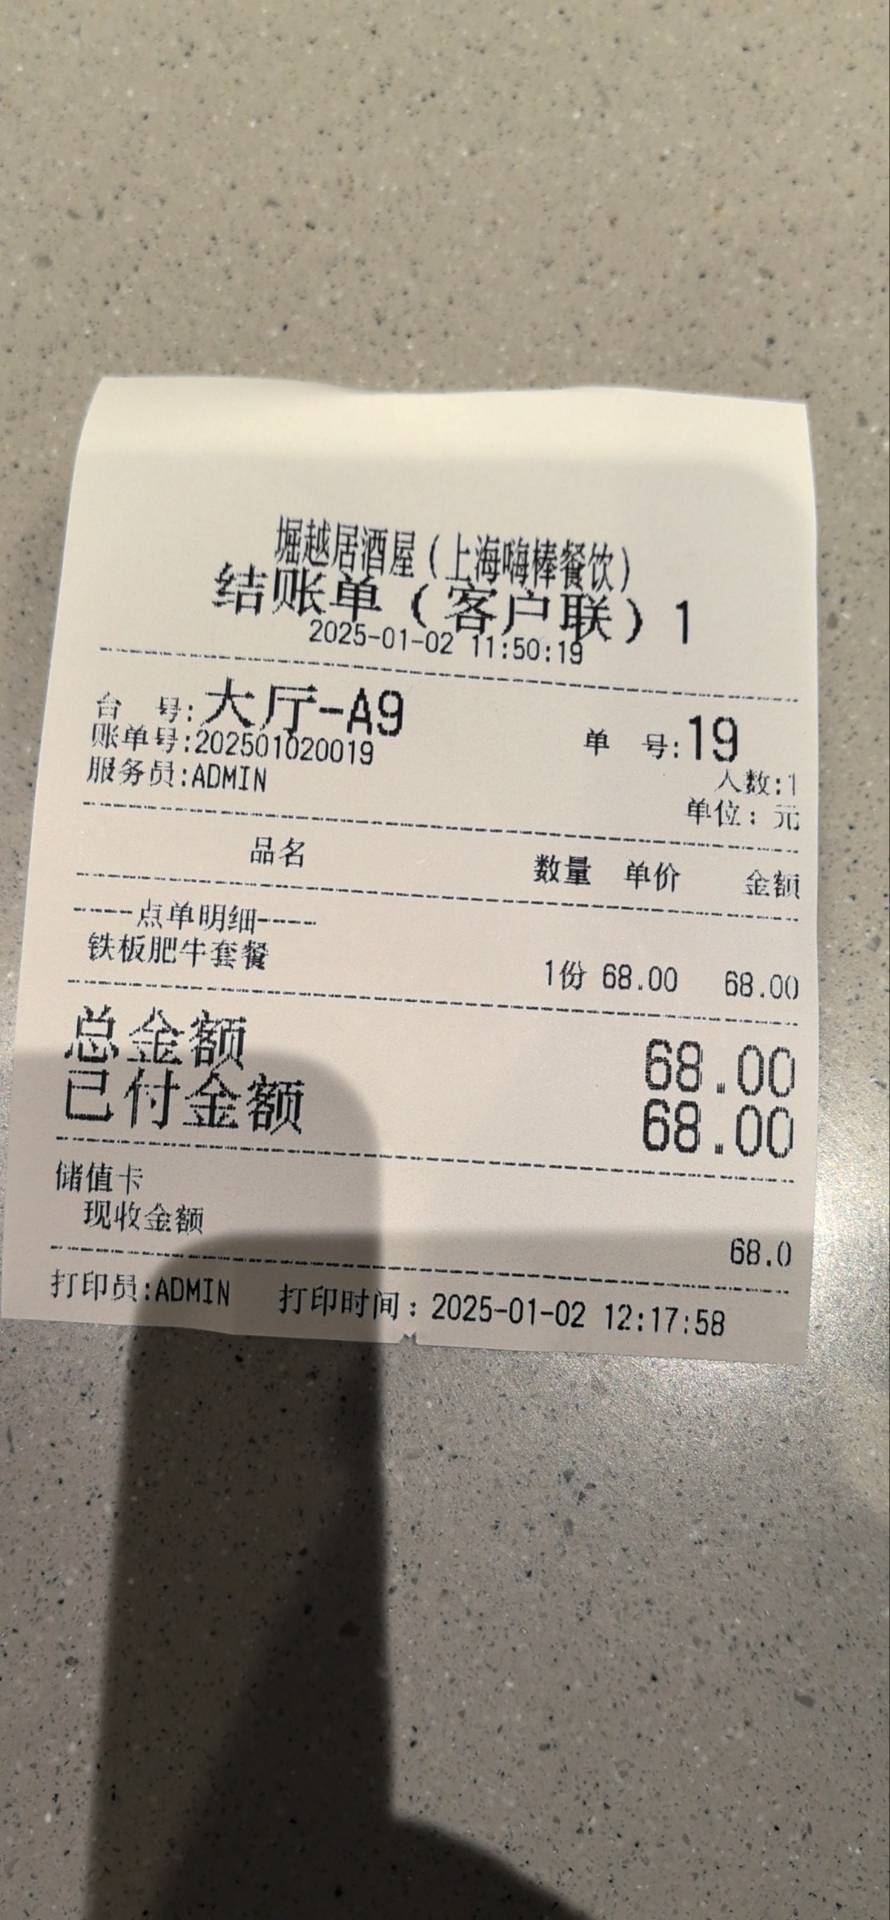 堀越居酒屋（上海嗨棒餐饮）
结账单（客户联）1
2025-01-02 11:50:19
台 号:大厅-A9 单 号:19
账单号:202501020019
服务员:ADMIN 人数:1
单位：元
品名 数量 单价 金额
-----点单明细-----
铁板肥牛套餐 1份 68.00 68.00
总金额 68.00
已付金额 68.00
储值卡
现收金额 68.0
打印员:ADMIN 打印时间：2025-01-02 12:17:58